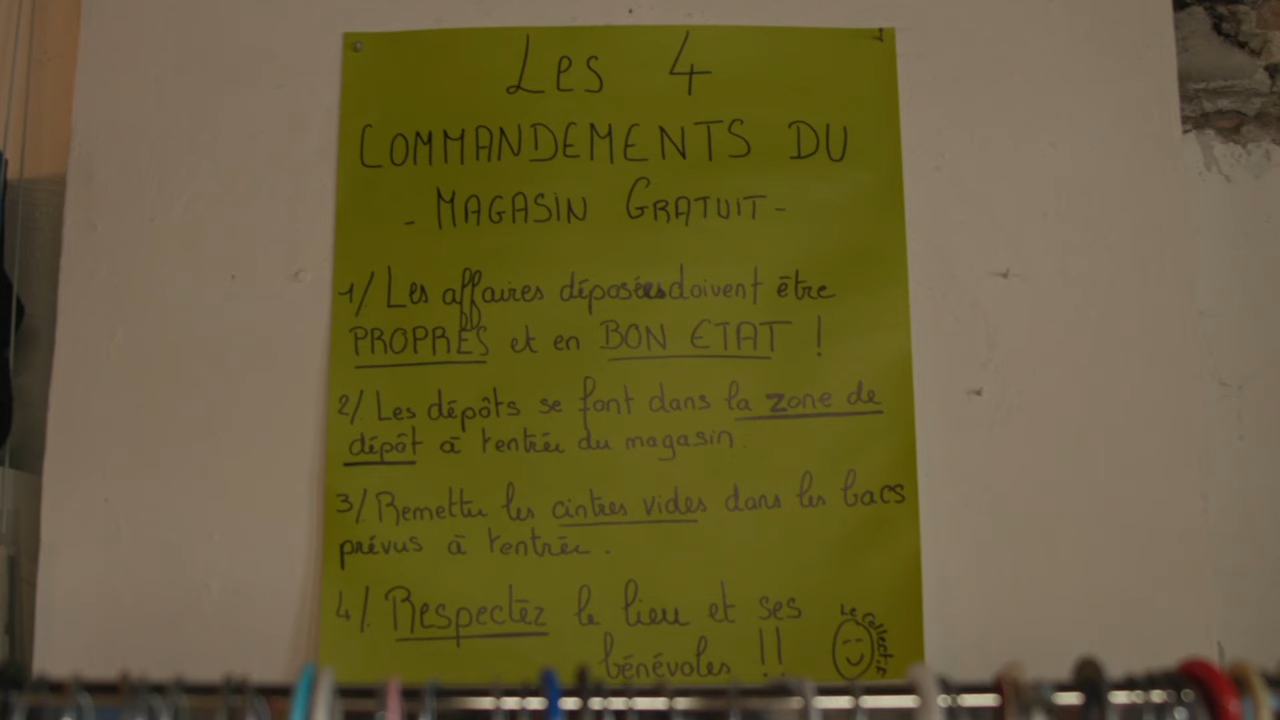 Les 4
COMMANDEMENTS DU
- MAGASIN GRATUIT -
1/ Les affaires déposées doivent être
PROPRES et en BON ETAT !
2/. Les dépôts se font dans la zone de
dépôt à l'entrée du magasin.
3/ Remettre les cintres vides dans les bacs
prévus à l'entrée.
4/. Respectez le lieu et ses
bénévoles !!
Le Collectif